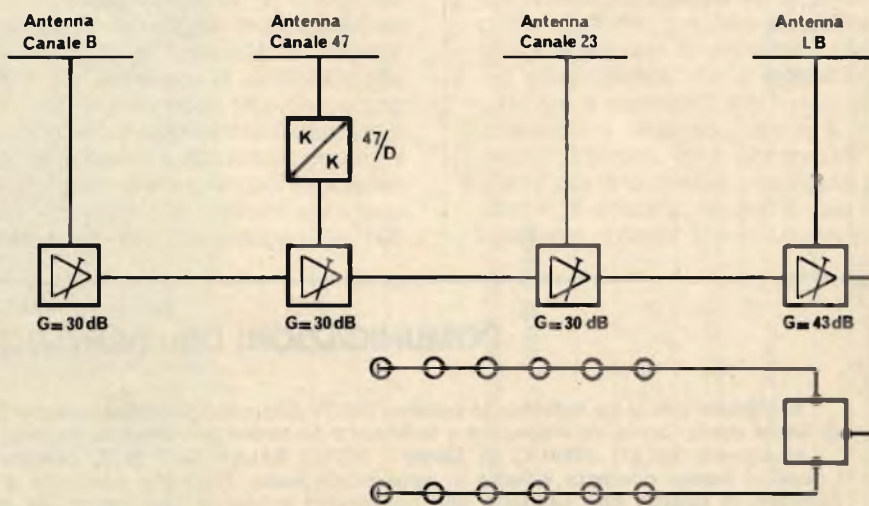 Antenna
Canale B
Antenna
Canale 47
Antenna
Canale 23
Antenna
LB
K
K
47/D
G=30 dB
G=30 dB
G=30 dB
G=43 dB